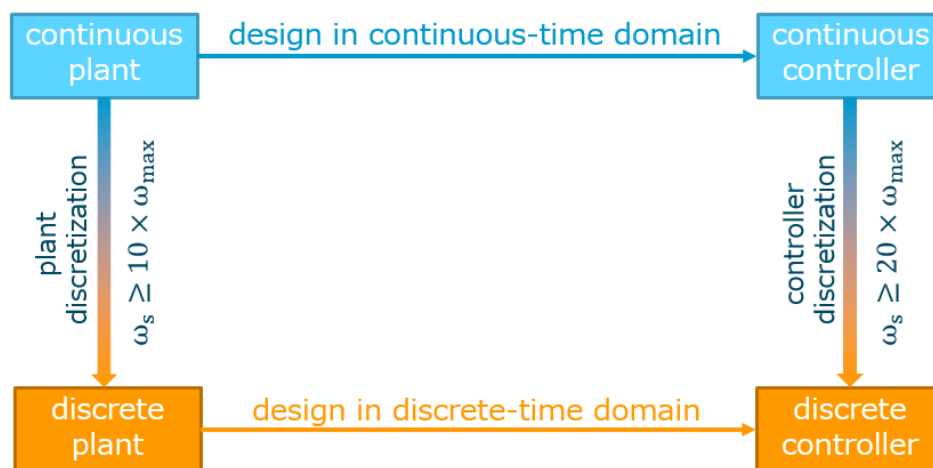 continuous
plant
design in continuous-time domain
continuous
controller
plant
discretization
ωs ≥ 10 × ωmax
controller
discretization
ωs ≥ 20 × ωmax
discrete
plant
design in discrete-time domain
discrete
controller